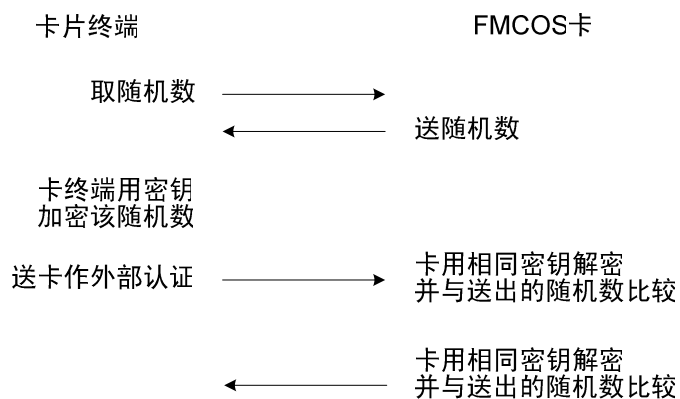 卡片终端
FMCOS卡
取随机数
送随机数
卡终端用密钥
加密该随机数
送卡作外部认证
卡用相同密钥解密
并与送出的随机数比较
卡用相同密钥解密
并与送出的随机数比较